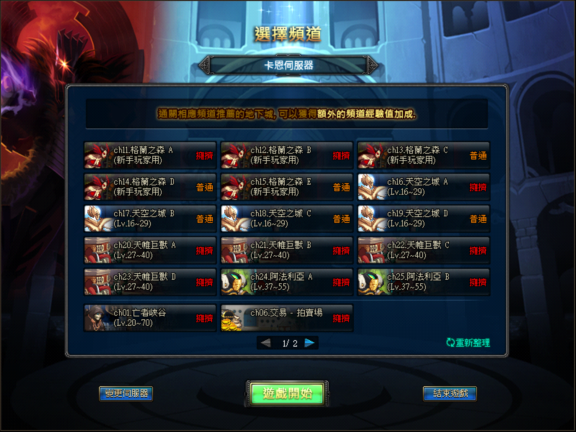 選擇頻道
卡恩伺服器
通關相應頻道推薦的地下城, 可以獲得額外的頻道經驗值加成.
ch11.格蘭之森 A
(新手玩家用)
擁擠
ch12.格蘭之森 B
(新手玩家用)
擁擠
ch13.格蘭之森 C
(新手玩家用)
普通
ch14.格蘭之森 D
(新手玩家用)
普通
ch15.格蘭之森 E
(新手玩家用)
普通
ch16.天空之城 A
(Lv.16~29)
擁擠
ch17.天空之城 B
(Lv.16~29)
普通
ch18.天空之城 C
(Lv.16~29)
普通
ch19.天空之城 D
(Lv.16~29)
普通
ch20.天帷巨獸 A
(Lv.27~40)
擁擠
ch21.天帷巨獸 B
(Lv.27~40)
擁擠
ch22.天帷巨獸 C
(Lv.27~40)
擁擠
ch23.天帷巨獸 D
(Lv.27~40)
擁擠
ch24.阿法利亞 A
(Lv.37~55)
擁擠
ch25.阿法利亞 B
(Lv.37~55)
擁擠
ch01.亡者峽谷
(Lv.20~70)
擁擠
ch06.交易 - 拍賣場
擁擠
1/ 2
重新整理
變更伺服器
遊戲開始
結束遊戲